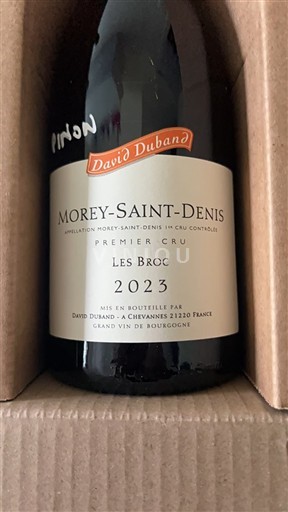 David Duband
MOREY-SAINT-DENIS
APPELLATION MOREY-SAINT-DENIS 1ER CRU CONTRÔLÉE
PREMIER CRU
LES BROC
2023
MIS EN BOUTEILLE PAR
DAVID DUBAND - A CHEVANNES 21220 FRANCE
GRAND VIN DE BOURGOGNE